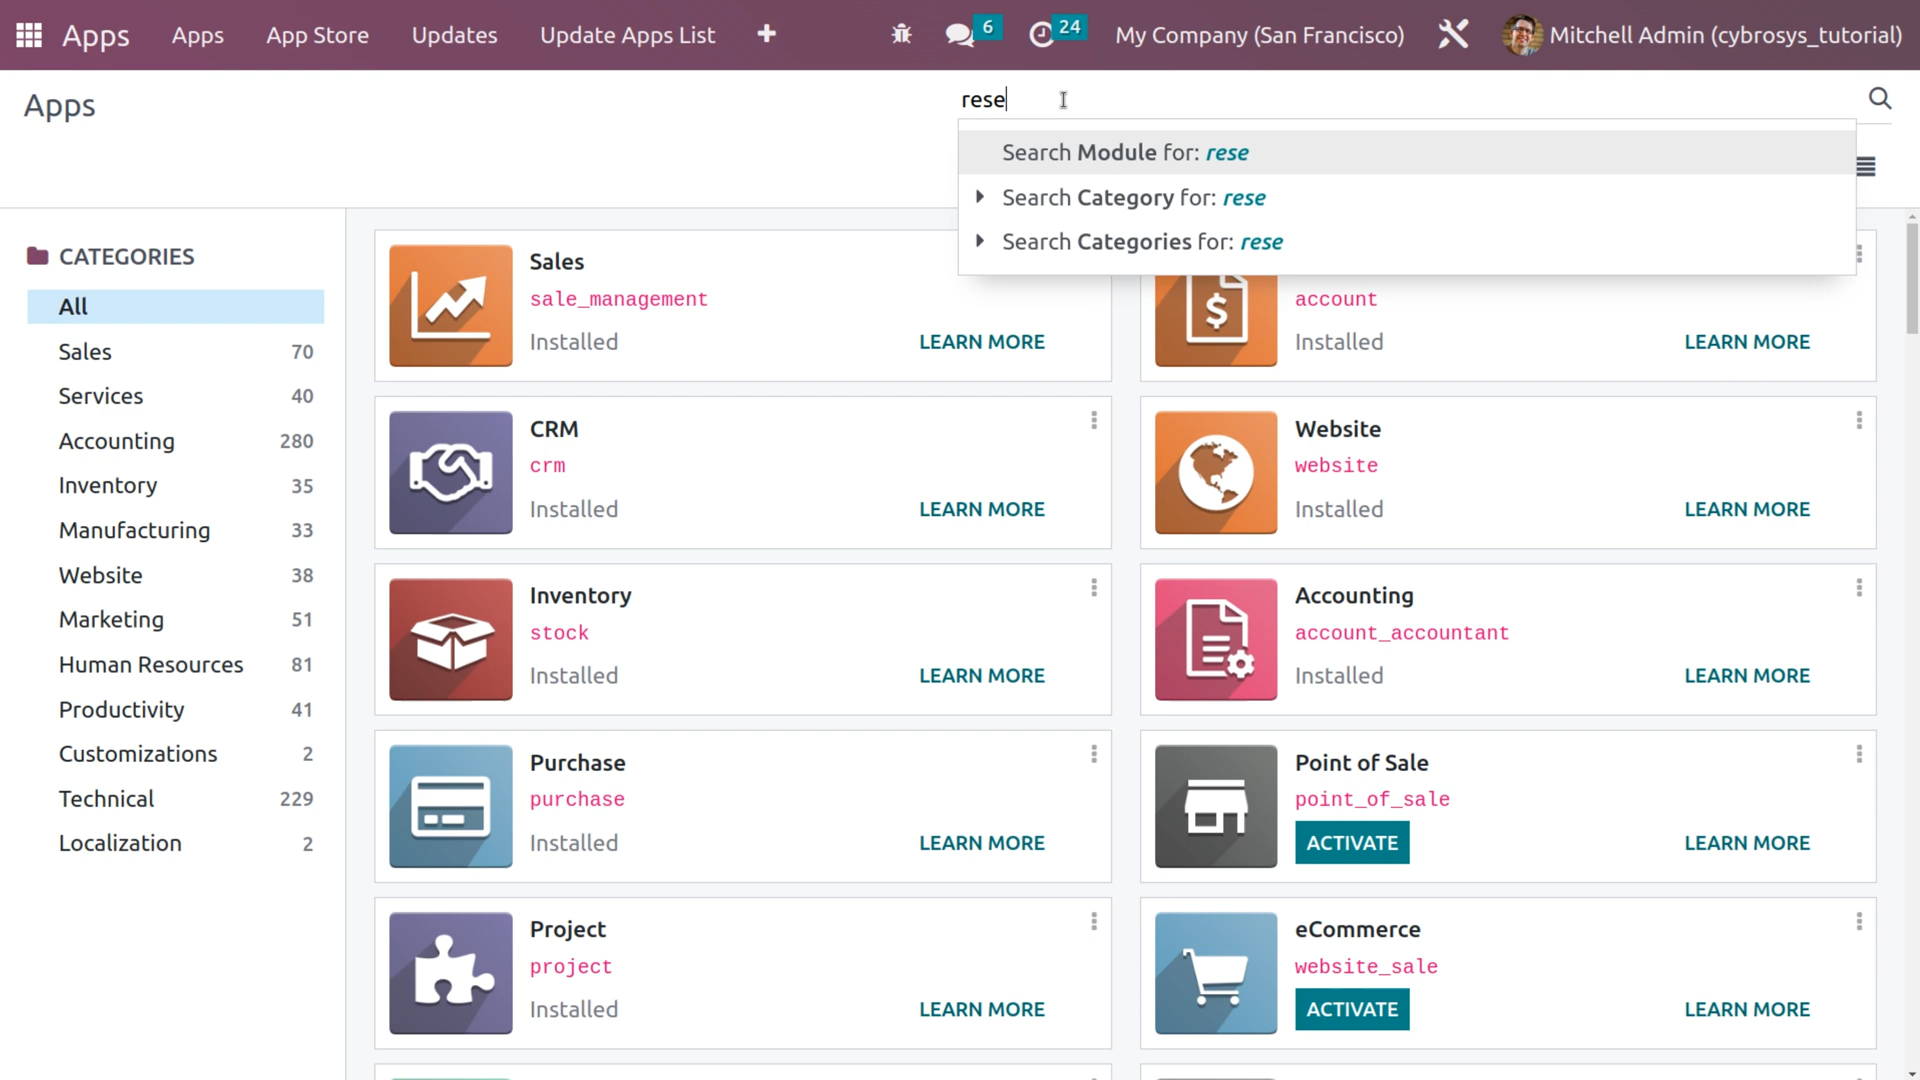 Apps
Apps
App Store
Updates
Update Apps List
6
24
My Company (San Francisco)
Mitchell Admin (cybrosys_tutorial)
Apps
rese
Search Module for: rese
Search Category for: rese
Search Categories for: rese
CATEGORIES
All
Sales 70
Services 40
Accounting 280
Inventory 35
Manufacturing 33
Website 38
Marketing 51
Human Resources 81
Productivity 41
Customizations 2
Technical 229
Localization 2
Sales
sale_management
Installed
LEARN MORE
account
Installed
LEARN MORE
CRM
crm
Installed
LEARN MORE
Website
website
Installed
LEARN MORE
Inventory
stock
Installed
LEARN MORE
Accounting
account_accountant
Installed
LEARN MORE
Purchase
purchase
Installed
LEARN MORE
Point of Sale
point_of_sale
ACTIVATE
LEARN MORE
Project
project
Installed
LEARN MORE
eCommerce
website_sale
ACTIVATE
LEARN MORE